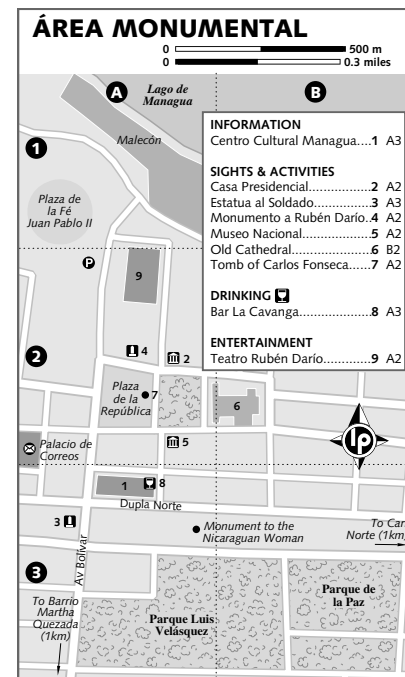 ÁREA MONUMENTAL
0 500 m
0 0.3 miles
A
Lago de
Managua
B
Malecón
1
INFORMATION
Centro Cultural Managua....1 A3
SIGHTS & ACTIVITIES
Casa Presidencial.................2 A2
Estatua al Soldado...............3 A3
Monumento a Rubén Darío..4 A2
Museo Nacional...................5 A2
Old Cathedral......................6 B2
Tomb of Carlos Fonseca.......7 A2
DRINKING
Bar La Cavanga...................8 A3
ENTERTAINMENT
Teatro Rubén Darío.............9 A2
Plaza de
la Fé
Juan Pablo II
P
9
2
4
2
Plaza
de la
República
7
6
lp
Palacio de
Correos
5
1
8
Dupla Norte
3
Monument to the
Nicaraguan Woman
To Car
Norte (1km)
Av Bolívar
3
To Barrio
Martha
Quezada
(1km)
Parque Luis
Velásquez
Parque de
la Paz